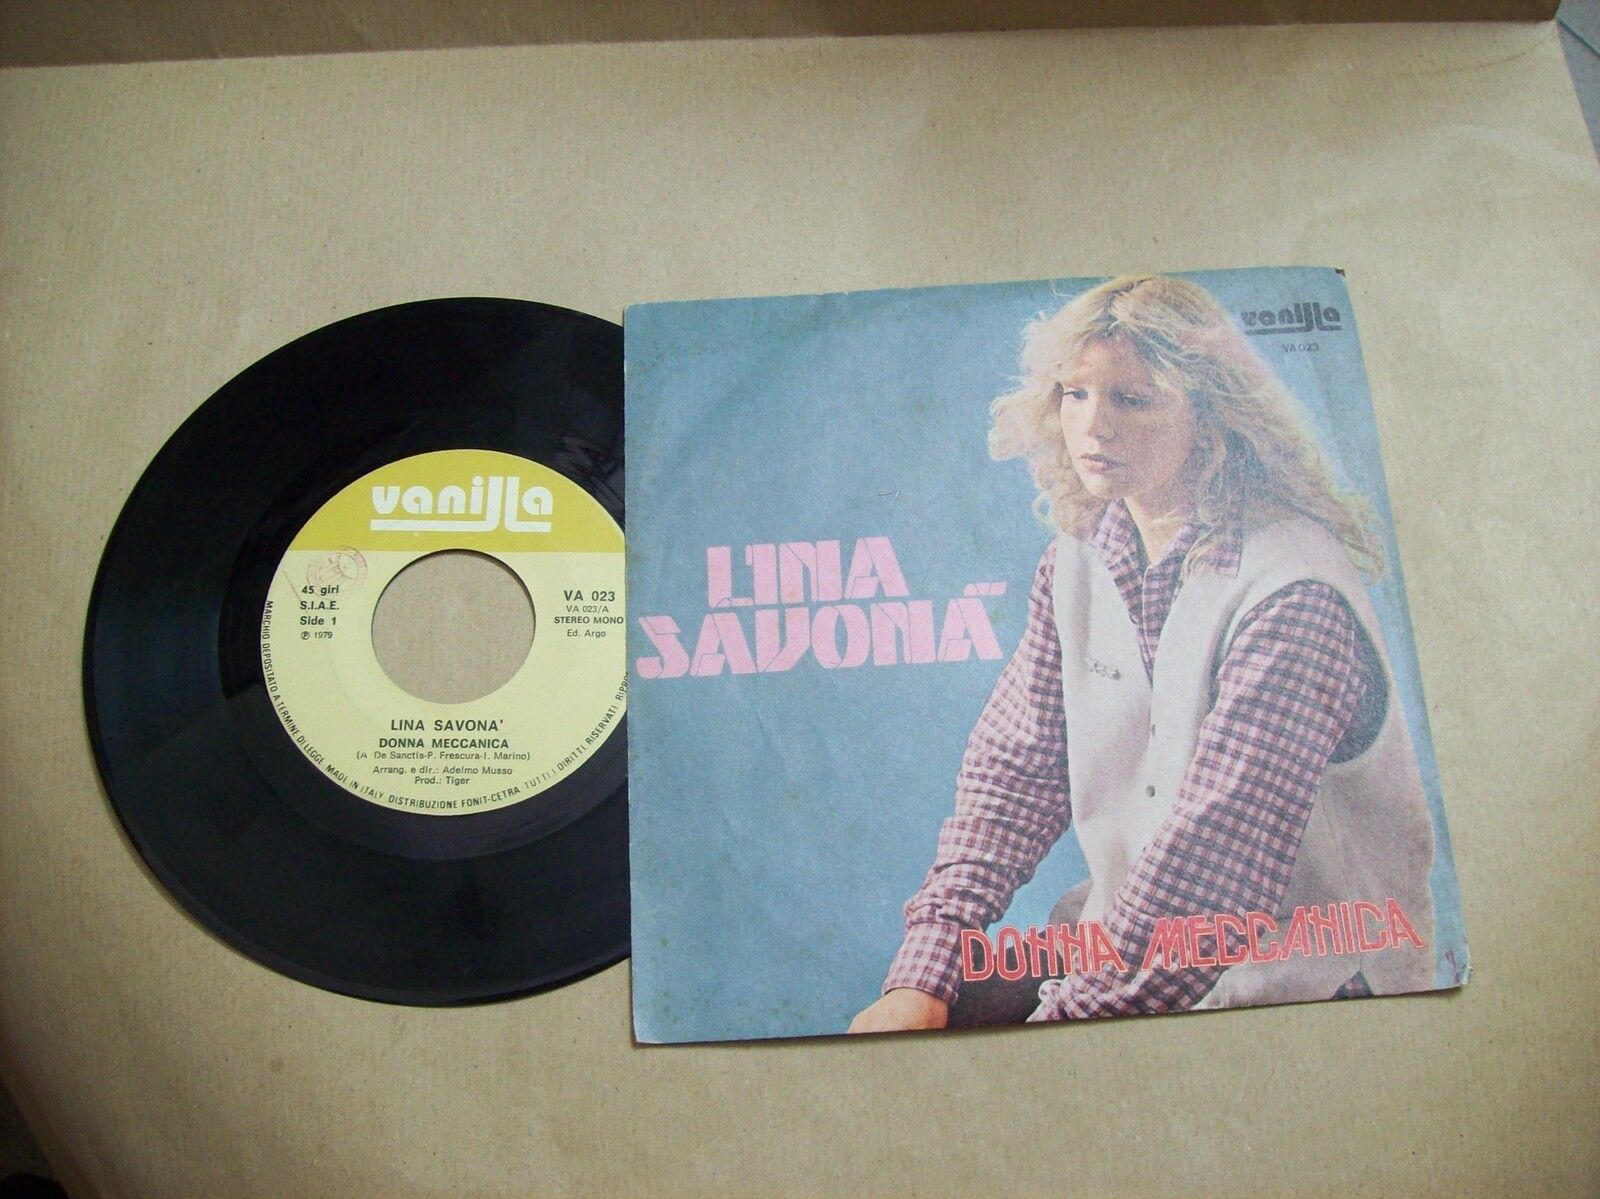 vanilla
45 giri
S.I.A.E.
Side 1
℗ 1979
VA 023
VA 023/A
STEREO MONO
Ed. Argo
LINA SAVONA'
DONNA MECCANICA
(A. De Sanctis-P. Frescura-I. Marino)
Arrang. e dir.: Adelmo Musso
Prod.: Tiger
MARCHIO DEPOSITATO A TERMINE DI LEGGE MADE IN ITALY DISTRIBUZIONE FONIT-CETRA TUTTI I DIRITTI RISERVATI RIPRO
vanilla
VA 023
LINA
SAVONA'
DONNA MECCANICA